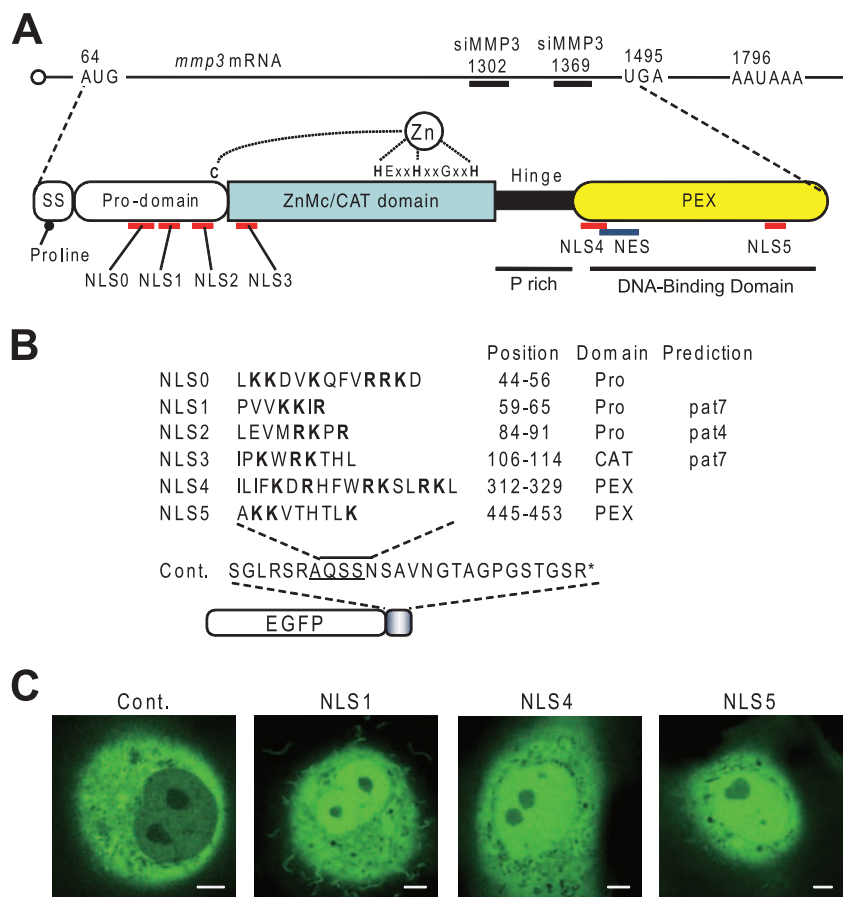 A
64
AUG
mmp3 mRNA
siMMP3
1302
siMMP3
1369
1495
UGA
1796
AAUAAA
Zn
C
HExxHxxGxxH
Hinge
SS
Pro-domain
ZnMc/CAT domain
PEX
Proline
NLS0
NLS1
NLS2
NLS3
NLS4
NES
NLS5
P rich
DNA-Binding Domain
B
Position Domain Prediction
NLS0 LKKDVKQFVRRKD 44-56 Pro
NLS1 PVVKKIR 59-65 Pro pat7
NLS2 LEVMRKPR 84-91 Pro pat4
NLS3 IPKWRKTHL 106-114 CAT pat7
NLS4 ILIFKDRHFWRKSLRKL 312-329 PEX
NLS5 AKKVTHTLK 445-453 PEX
Cont. SGLRSRAQSSNSAVNGTAGPGSTGSR*
EGFP
C
Cont.
NLS1
NLS4
NLS5